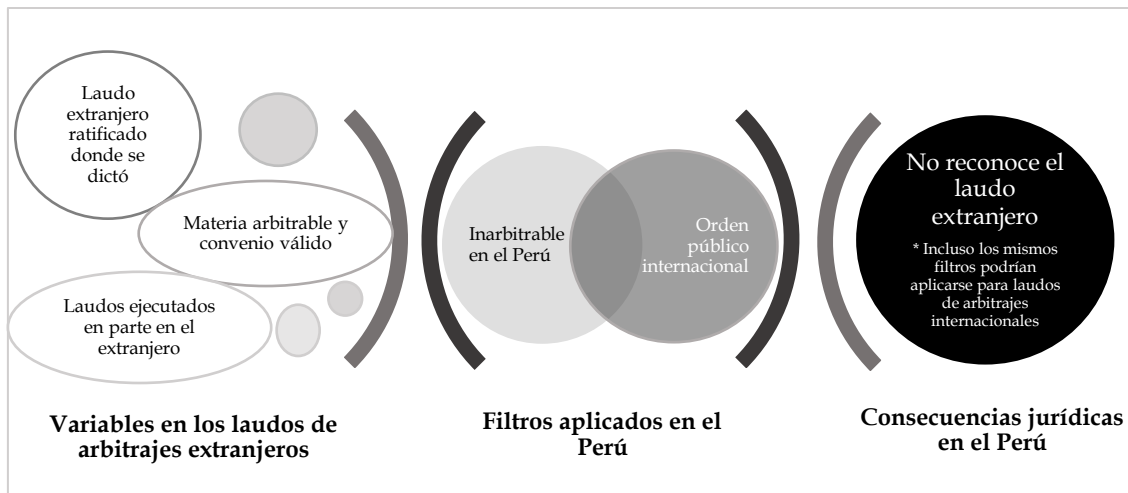 Laudo
extranjero
ratificado
donde se
dictó
Materia arbitrable y
convenio válido
Laudos ejecutados
en parte en el
extranjero
Variables en los laudos de
arbitrajes extranjeros
Inarbitrable
en el Perú
Orden
público
internacional
Filtros aplicados en el
Perú
No reconoce el
laudo
extranjero
* Incluso los mismos
filtros podrían
aplicarse para laudos
de arbitrajes
internacionales
Consecuencias jurídicas
en el Perú